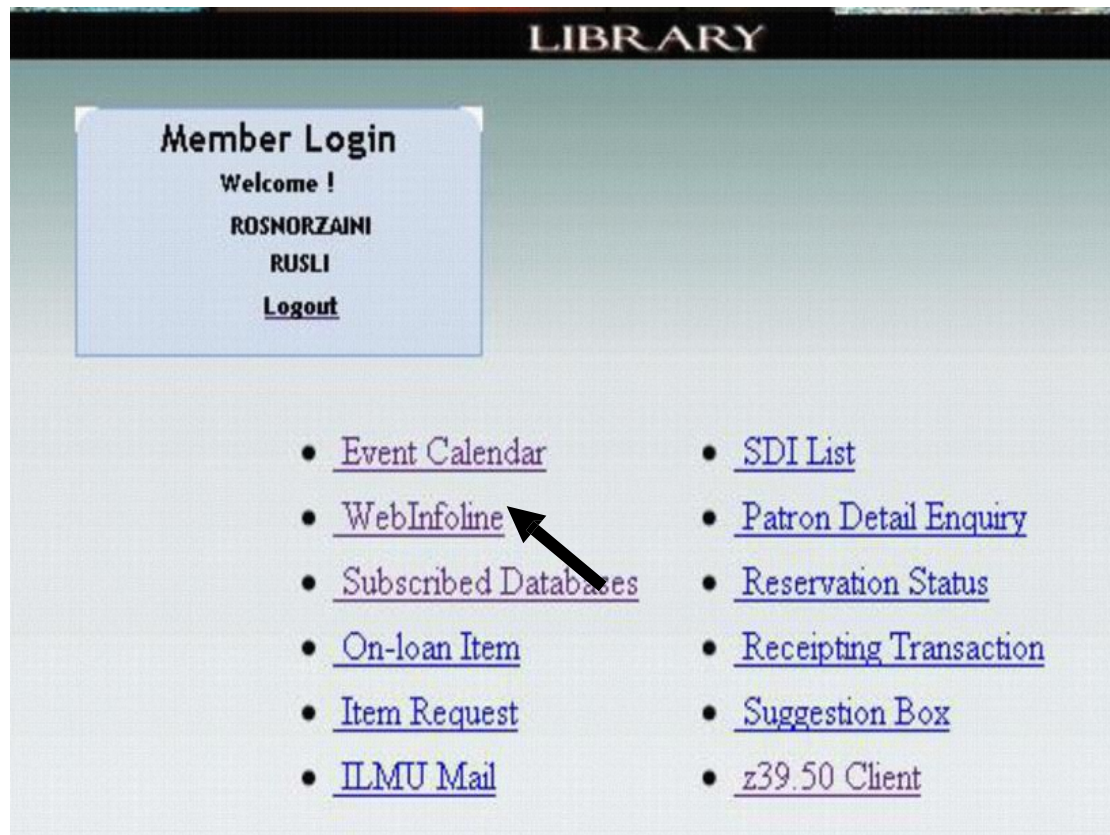 LIBRARY
Member Login
Welcome !
ROSNORZAINI
RUSLI
Logout
Event Calendar
WebInfoline
Subscribed Databases
On-loan Item
Item Request
ILMU Mail
SDI List
Patron Detail Enquiry
Reservation Status
Receipting Transaction
Suggestion Box
z39.50 Client